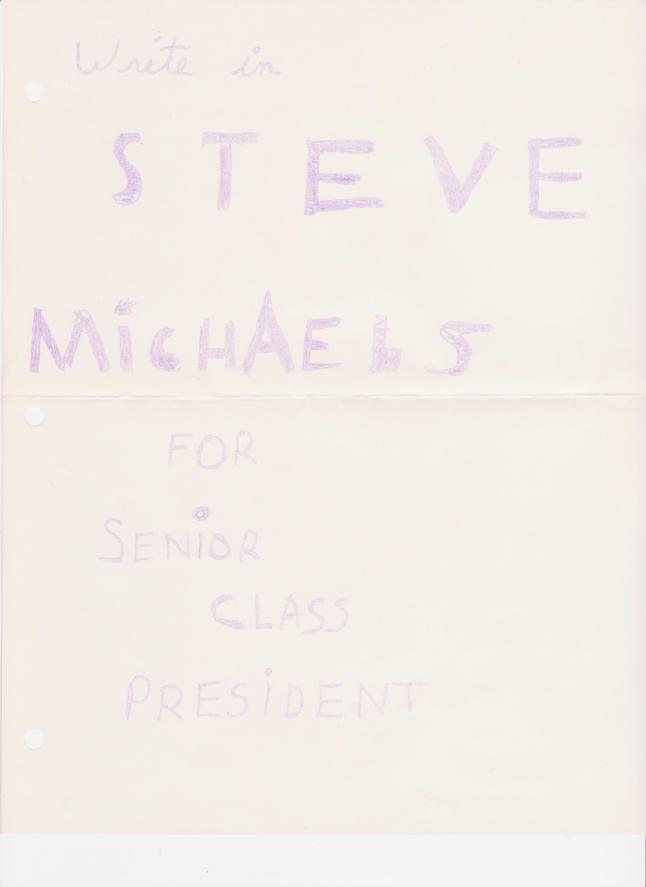 Write in
STEVE
MiCHAELS
FOR
SENiOR
CLASS
PRESiDENT